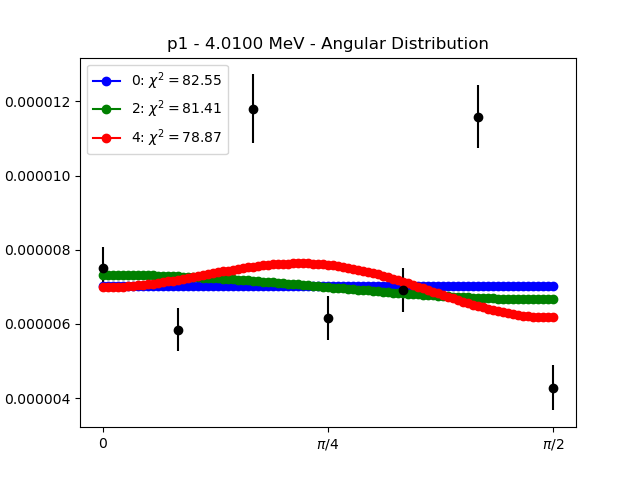 p1 - 4.0100 MeV - Angular Distribution
0: χ² = 82.55
2: χ² = 81.41
4: χ² = 78.87
0.000012
0.000010
0.000008
0.000006
0.000004
0
π/4
π/2